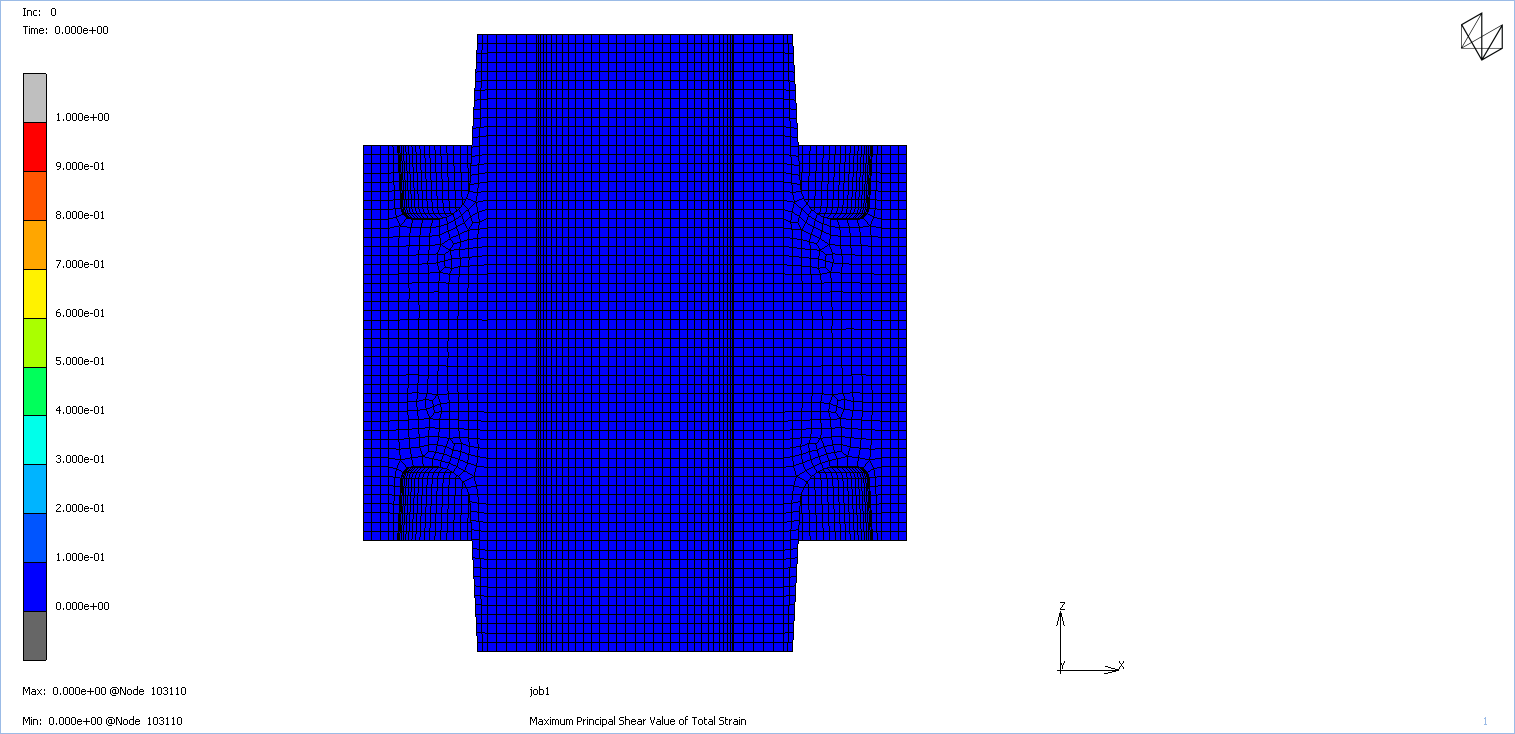 Inc: 0
Time: 0.000e+00
1.000e+00
9.000e-01
8.000e-01
7.000e-01
6.000e-01
5.000e-01
4.000e-01
3.000e-01
2.000e-01
1.000e-01
0.000e+00
Z
Y X
Max: 0.000e+00 @Node 103110
job1
Min: 0.000e+00 @Node 103110
Maximum Principal Shear Value of Total Strain
1